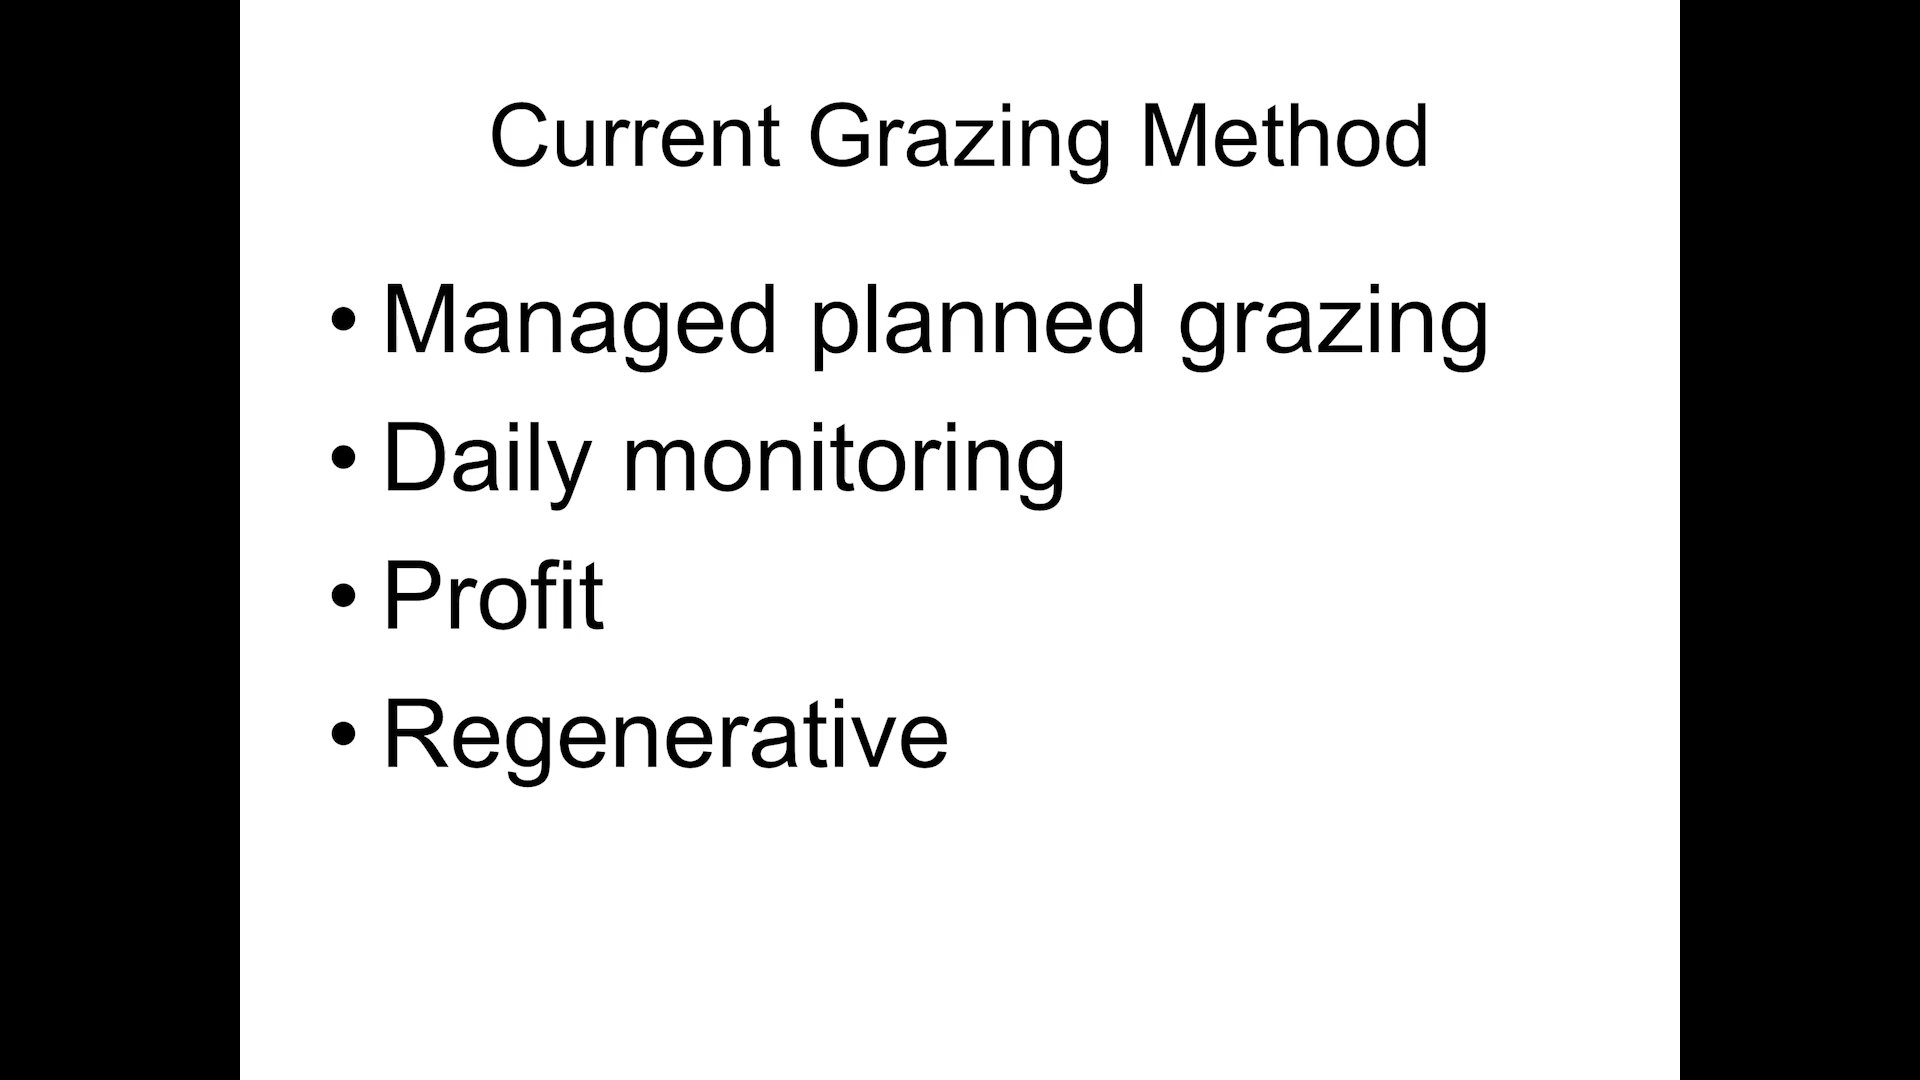 Current Grazing Method
• Managed planned grazing
• Daily monitoring
• Profit
• Regenerative